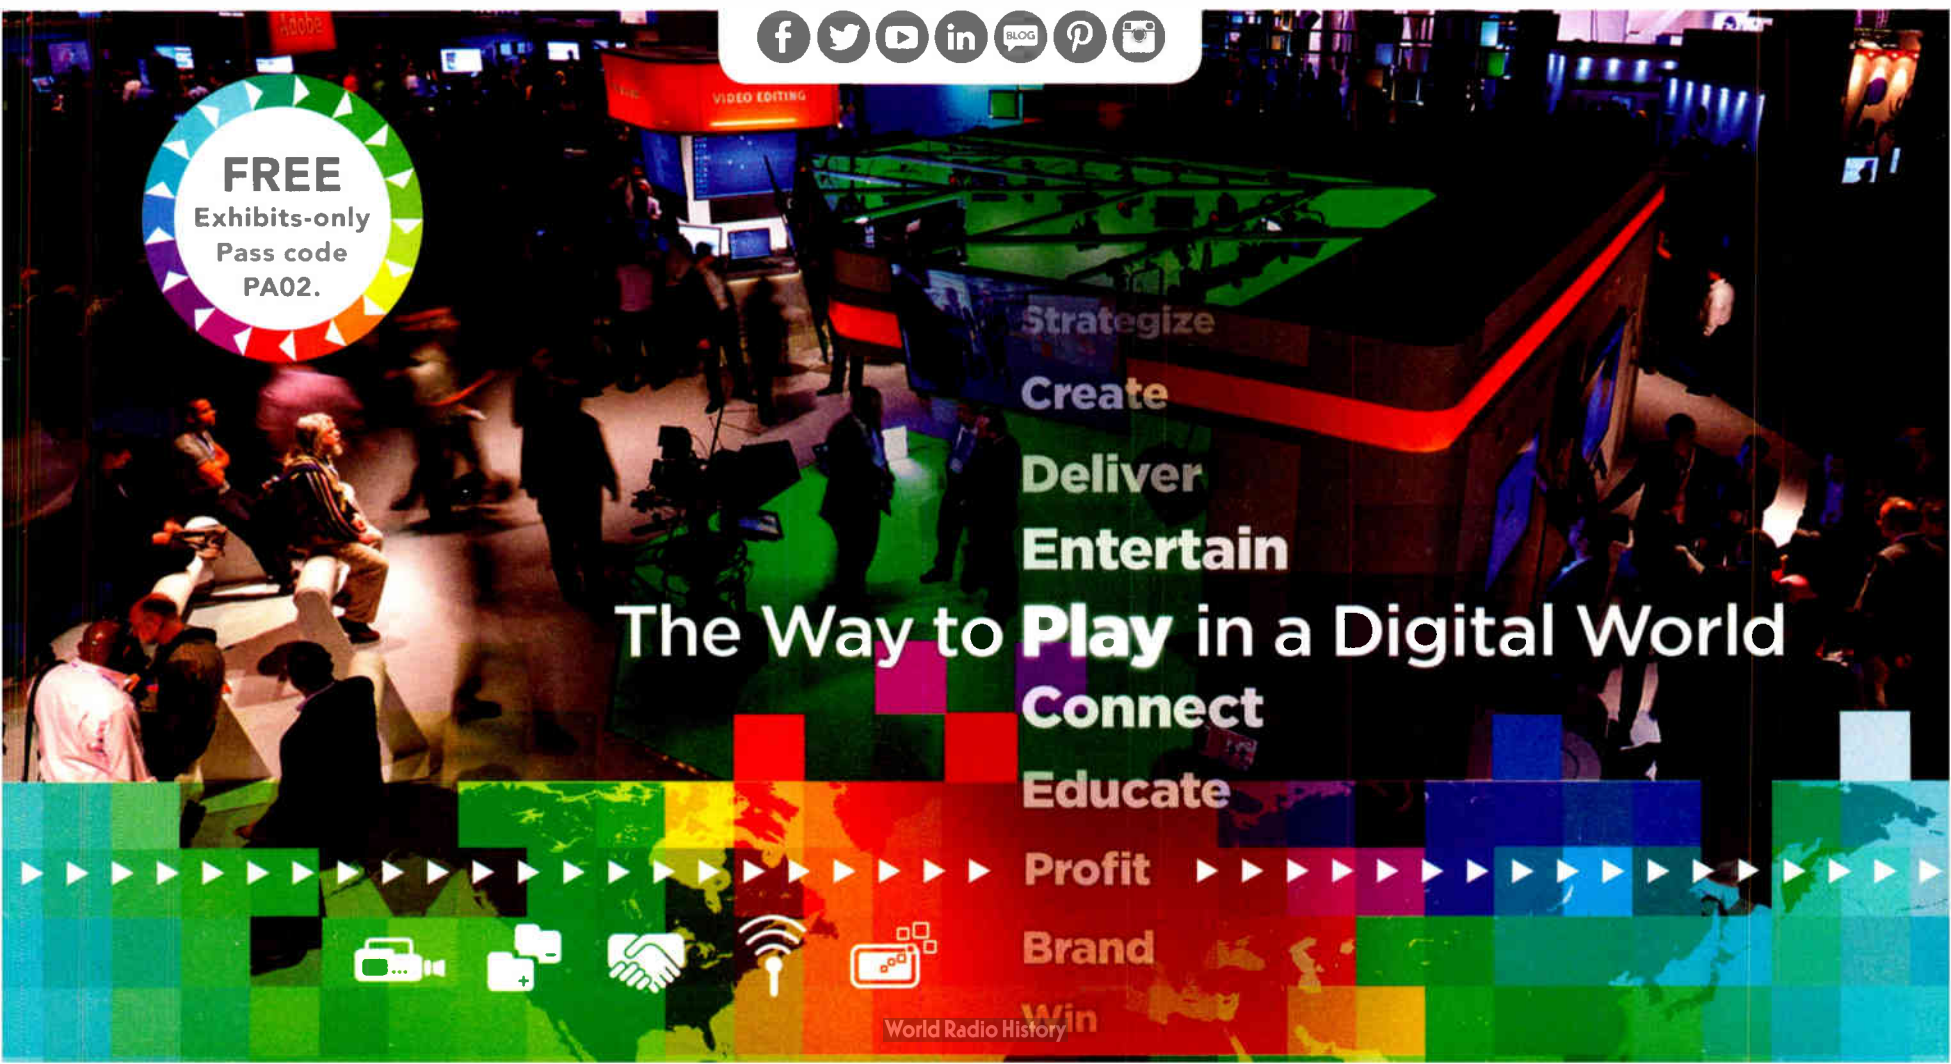 Adobe
BLOG
VIDEO EDITING
FREE
Exhibits-only
Pass code
PA02.
Strategize
Create
Deliver
Entertain
The Way to Play in a Digital World
Connect
Educate
Profit
Brand
Win
World Radio History